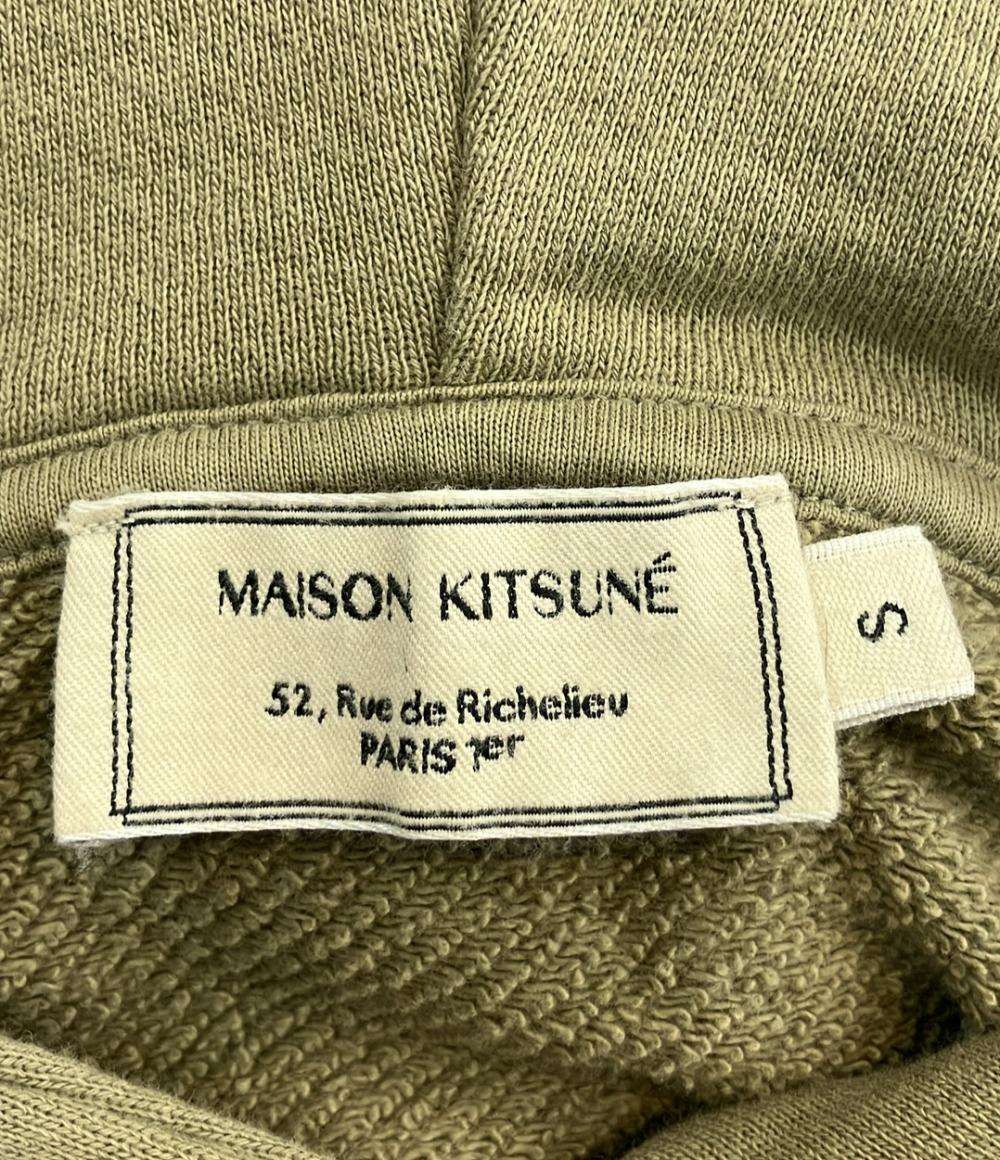 MAISON KITSUNÉ
52, Rue de Richelieu
PARIS 1er
S